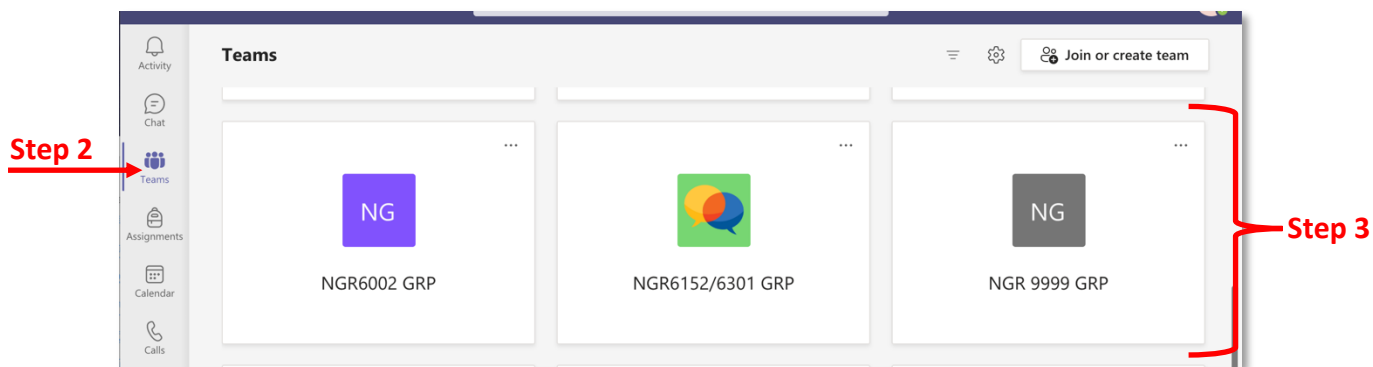 Activity
Teams
Join or create team
Chat
Step 2
Teams
...
...
...
NG
NG
Assignments
Step 3
NGR6002 GRP
NGR6152/6301 GRP
NGR 9999 GRP
Calendar
Calls